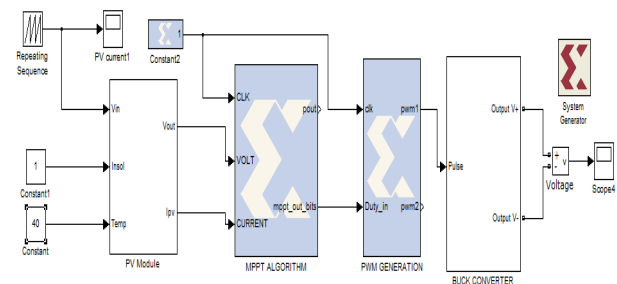 Repeating
Sequence
PV current1
1
Constant2
Vin
Insol
Temp
Vout
Ipv
PV Module
1
Constant1
40
Constant
CLK
VOLT
CURRENT
pout
mppt_out_bits
MPPT ALGORITHM
clk
Duty_in
pwm1
pwm2
PWM GENERATION
Pulse
Output V+
Output V-
BUCK CONVERTER
System
Generator
+
-
v
Voltage
Scope4